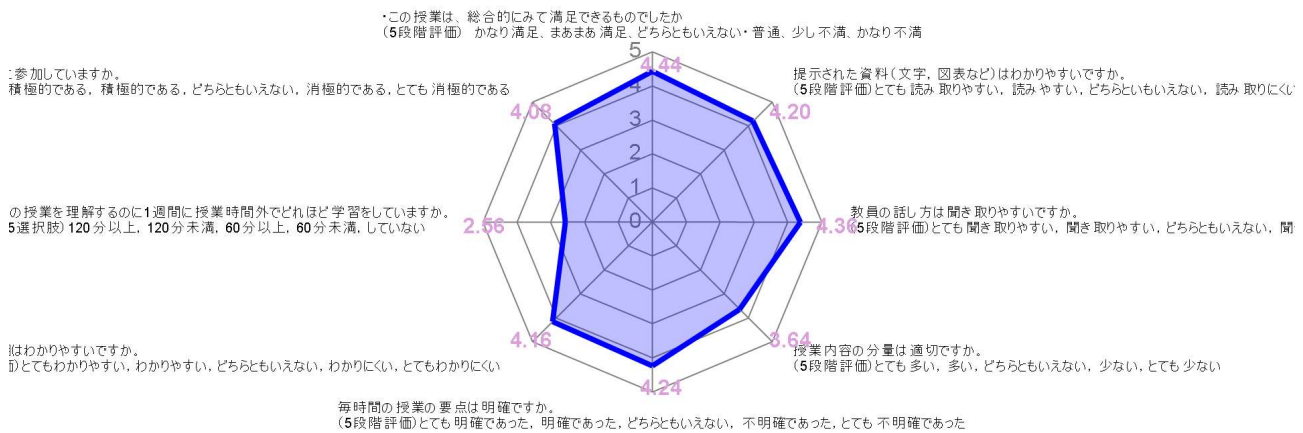 ・この授業は、総合的にみて満足できるものでしたか
(5段階評価) かなり満足、まあまあ満足、どちらともいえない・普通、少し不満、かなり不満
5
4.44
に参加していますか。
積極的である, 積極的である, どちらともいえない, 消極的である, とても消極的である
提示された資料(文字, 図表など)はわかりやすいですか。
(5段階評価)とても読み取りやすい, 読みやすい, どちらといもいえない, 読み取りにくい
4.08
4
4.20
3
2
1
の授業を理解するのに1週間に授業時間外でどれほど学習をしていますか。
5選択肢) 120分以上, 120分未満, 60分以上, 60分未満, していない
2.56
0
教員の話し方は聞き取りやすいですか。
4.36
(5段階評価)とても聞き取りやすい, 聞き取りやすい, どちらともいえない, 聞
はわかりやすいですか。
)とてもわかりやすい, わかりやすい, どちらともいえない, わかりにくい, とてもわかりにくい
4.16
3.64
授業内容の分量は適切ですか。
(5段階評価)とても多い, 多い, どちらともいえない, 少ない, とても少ない
4.24
毎時間の授業の要点は明確ですか。
(5段階評価)とても明確であった, 明確であった, どちらともいえない, 不明確であった, とても不明確であった